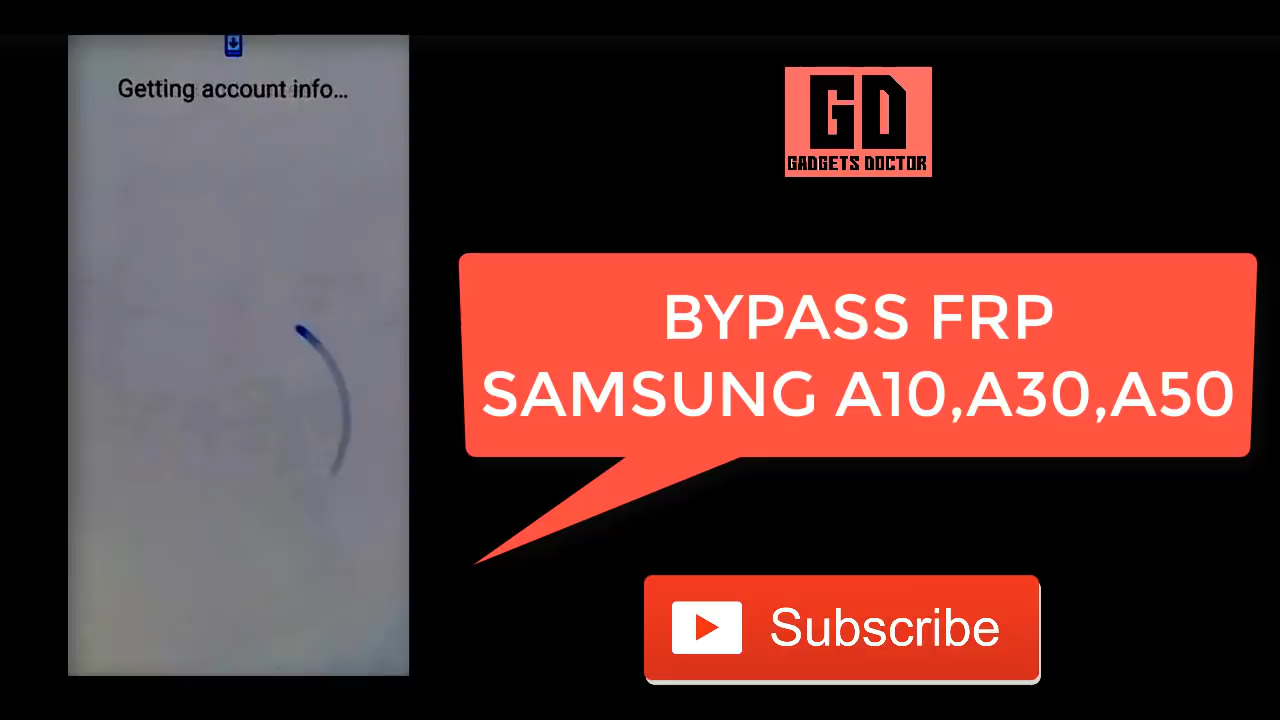 Getting account info…
GD
GADGETS DOCTOR
BYPASS FRP
SAMSUNG A10,A30,A50
Subscribe